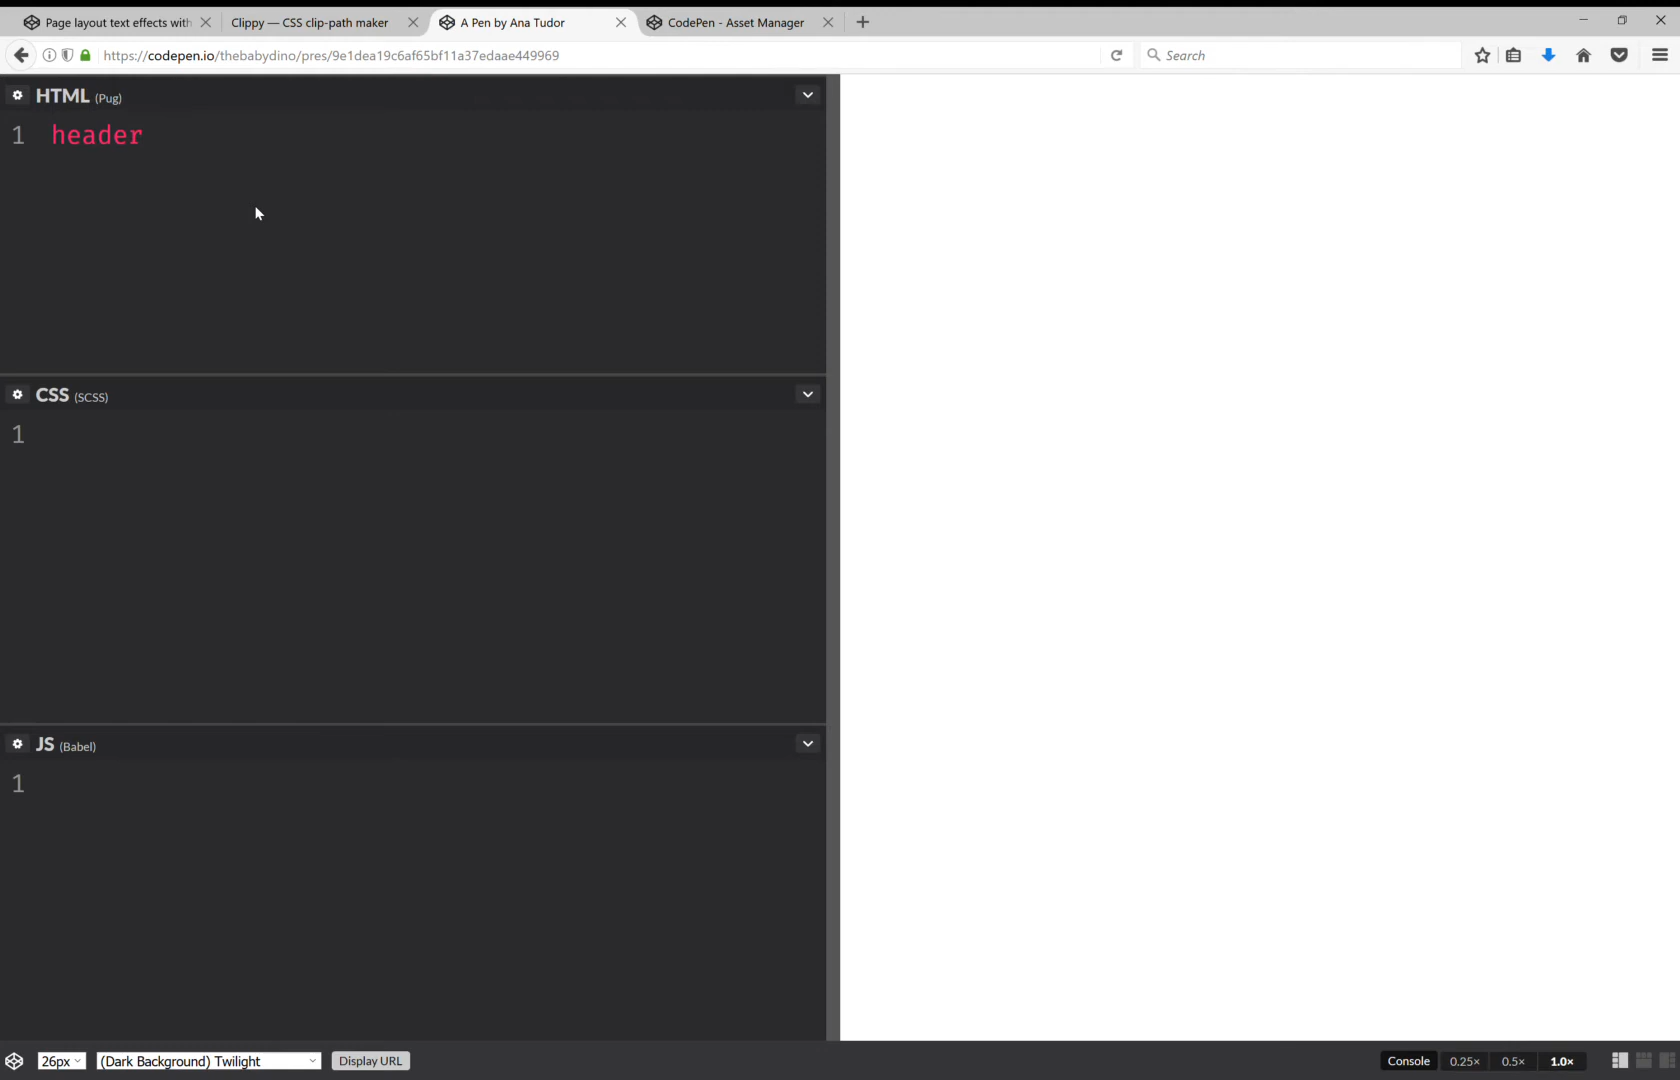 Page layout text effects with
Clippy — CSS clip-path maker
A Pen by Ana Tudor
CodePen - Asset Manager
https://codepen.io/thebabydino/pres/9e1dea19c6af65bf11a37edaae449969
Search
HTML (Pug)
1 header
CSS (SCSS)
1
JS (Babel)
1
26px
(Dark Background) Twilight
Display URL
Console
0.25×
0.5×
1.0×